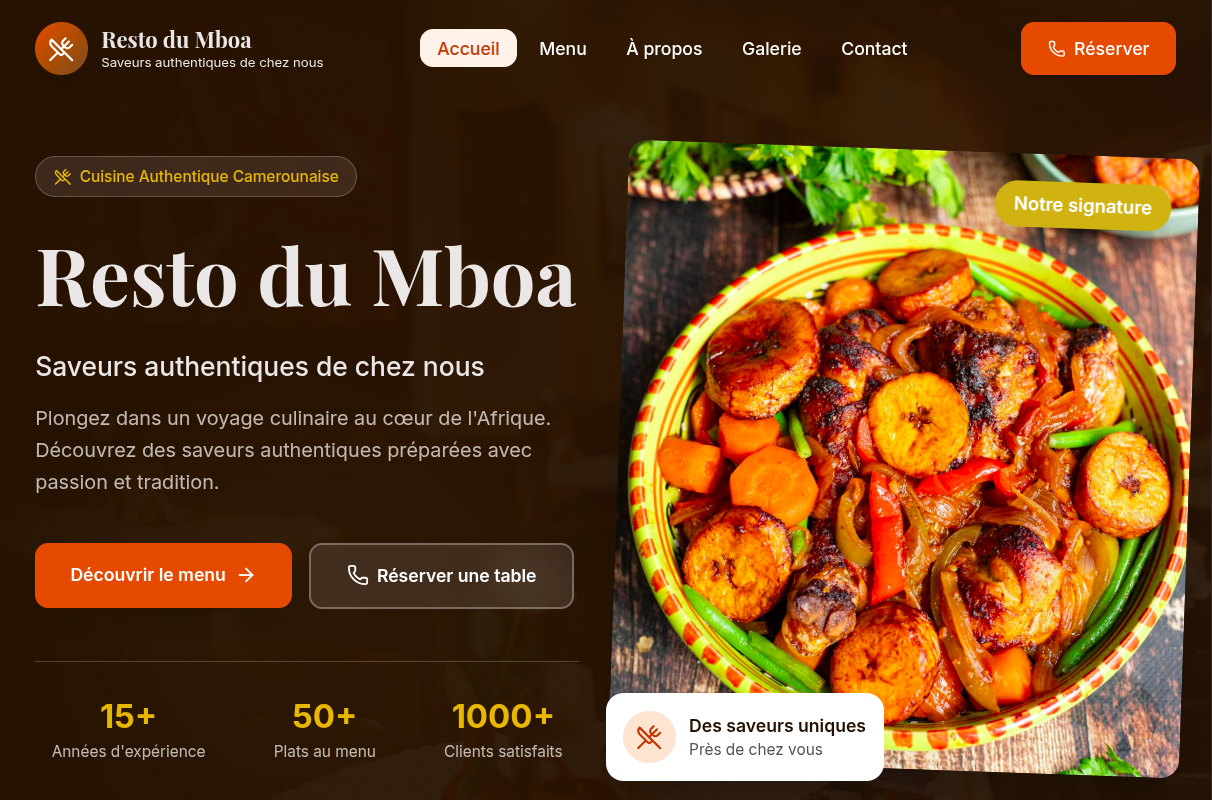 Resto du Mboa
Saveurs authentiques de chez nous
Accueil
Menu
À propos
Galerie
Contact
Réserver
Cuisine Authentique Camerounaise
Resto du Mboa
Saveurs authentiques de chez nous
Plongez dans un voyage culinaire au cœur de l'Afrique.
Découvrez des saveurs authentiques préparées avec
passion et tradition.
Découvrir le menu
Réserver une table
15+
Années d'expérience
50+
Plats au menu
1000+
Clients satisfaits
Notre signature
Des saveurs uniques
Près de chez vous